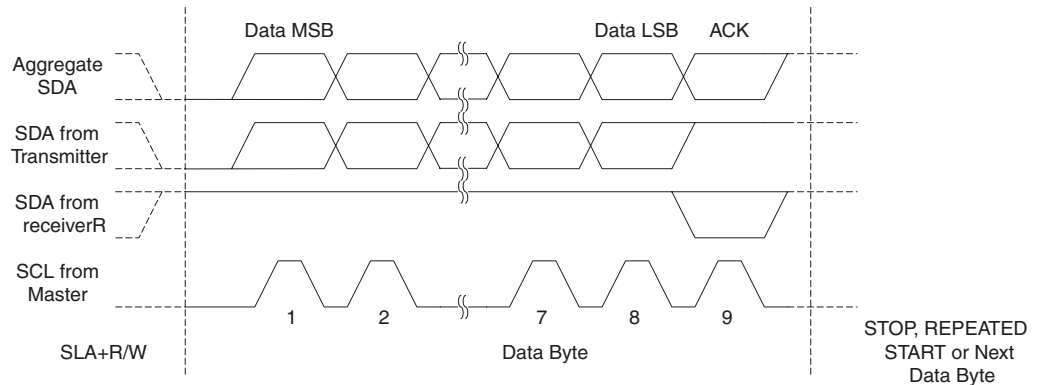 Data MSB
Data LSB
ACK
Aggregate
SDA
SDA from
Transmitter
SDA from
receiverR
SCL from
Master
1
2
7
8
9
SLA+R/W
Data Byte
STOP, REPEATED
START or Next
Data Byte